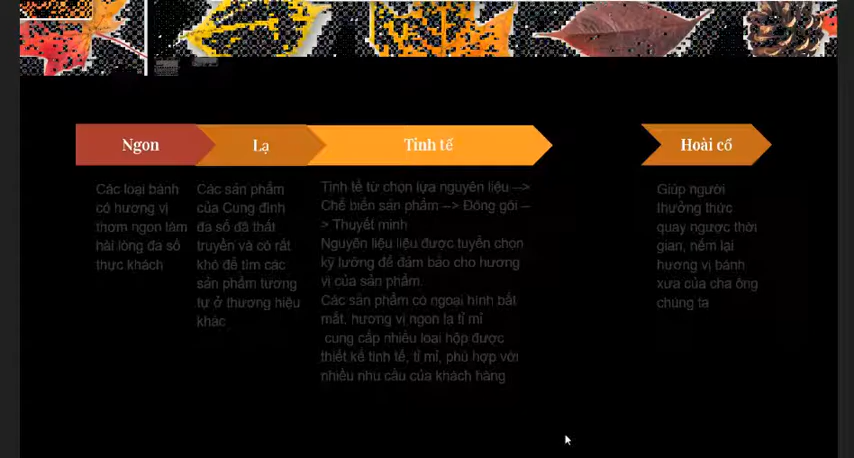 Ngon
Lạ
Tinh tế
Hoài cổ
Các loại bánh
có hương vị
thơm ngon làm
hài lòng đa số
thực khách
Các sản phẩm
của Cung đình
đa số đã thất
truyền và có rất
khó để tìm các
sản phẩm tương
tự ở thương hiệu
khác
Tinh tế từ chọn lựa nguyên liệu -->
Chế biến sản phẩm --> Đóng gói --
> Thuyết minh
Nguyên liệu liệu được tuyển chọn
kỹ lưỡng để đảm bảo cho hương
vị của sản phẩm.
Các sản phẩm có ngoại hình bắt
mắt, hương vị ngon lạ tỉ mỉ
cung cấp nhiều loại hộp được
thiết kế tinh tế, tỉ mỉ, phù hợp với
nhiều nhu cầu của khách hàng
Giúp người
thưởng thức
quay ngược thời
gian, nếm lại
hương vị bánh
xưa của cha ông
chúng ta